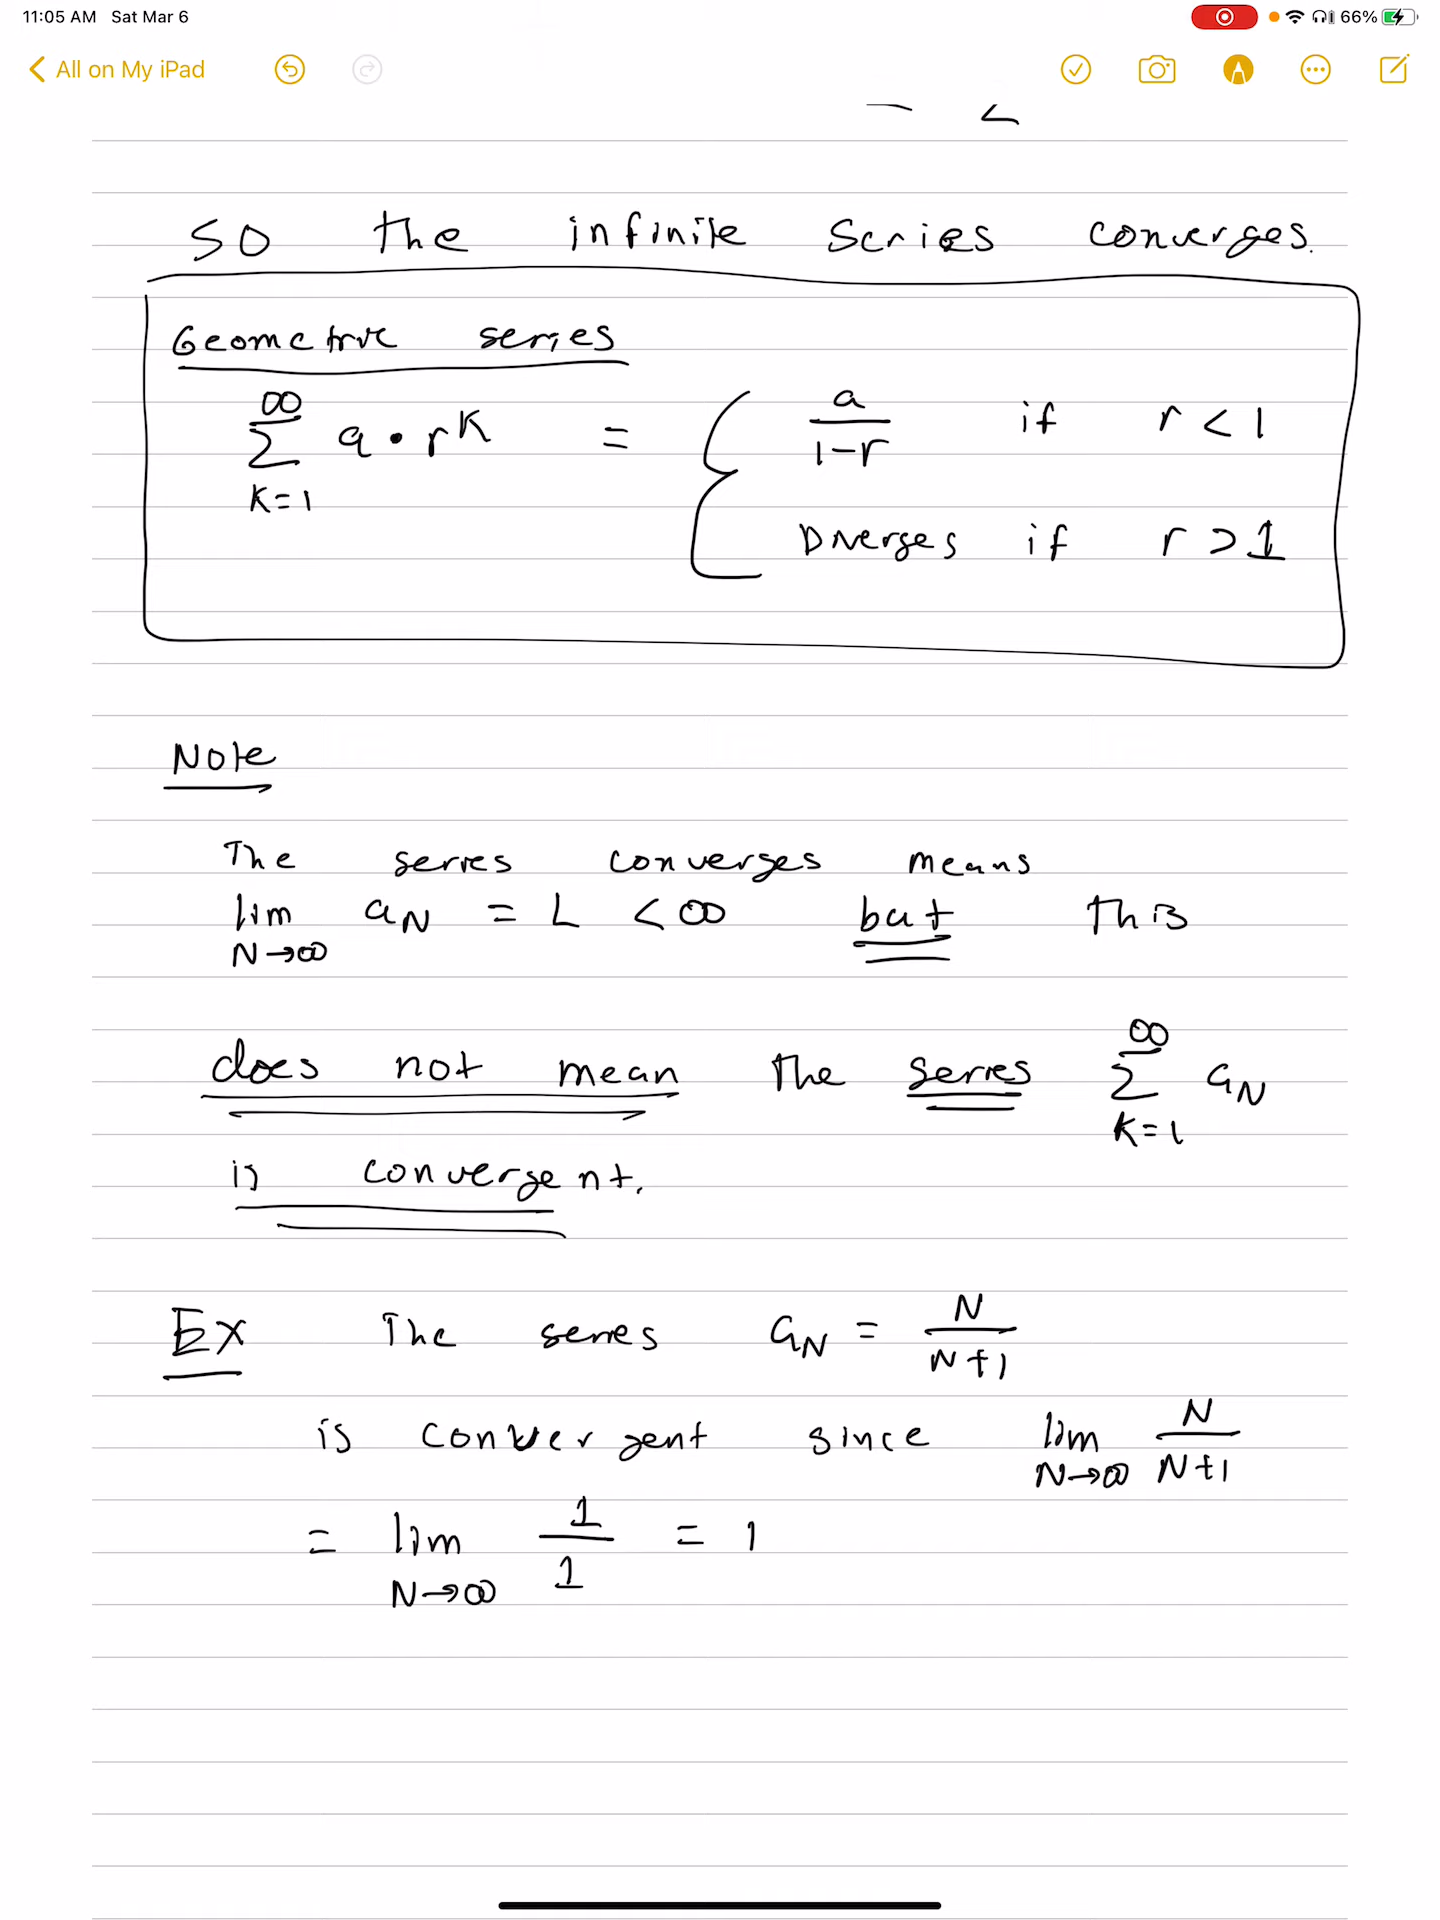 11:05 AM Sat Mar 6 66%
All on My iPad
so the infinite series converges.
Geometric series
∞
∑ a • r^k = { a/(1-r) if r < 1
k=1
Diverges if r > 1
Note
The series converges means
lim a_N = L < ∞ but this
N→∞
∞
does not mean the series ∑ a_N
k=1
is convergent.
Ex The series a_N = N/(N+1)
is convergent since lim N/(N+1)
N→∞
= lim 1/1 = 1
N→∞